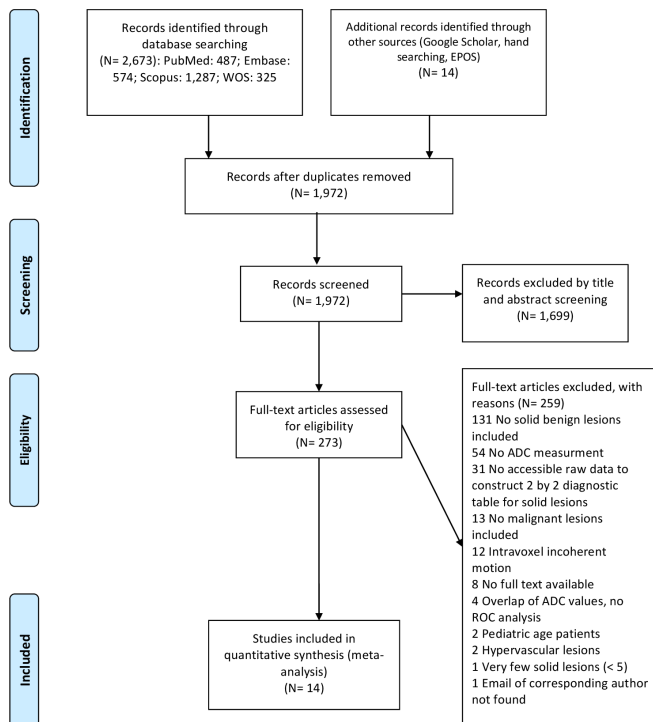 Identification
Records identified through
database searching
(N= 2,673): PubMed: 487; Embase:
574; Scopus: 1,287; WOS: 325
Additional records identified through
other sources (Google Scholar, hand
searching, EPOS)
(N= 14)
Records after duplicates removed
(N= 1,972)
Screening
Records screened
(N= 1,972)
Records excluded by title
and abstract screening
(N= 1,699)
Eligibility
Full-text articles assessed
for eligibility
(N= 273)
Full-text articles excluded, with
reasons (N= 259)
131 No solid benign lesions
included
54 No ADC measurment
31 No accessible raw data to
construct 2 by 2 diagnostic
table for solid lesions
13 No malignant lesions
included
12 Intravoxel incoherent
motion
8 No full text available
4 Overlap of ADC values, no
ROC analysis
2 Pediatric age patients
2 Hypervascular lesions
1 Very few solid lesions (< 5)
1 Email of corresponding author
not found
Included
Studies included in
quantitative synthesis (meta-
analysis)
(N= 14)